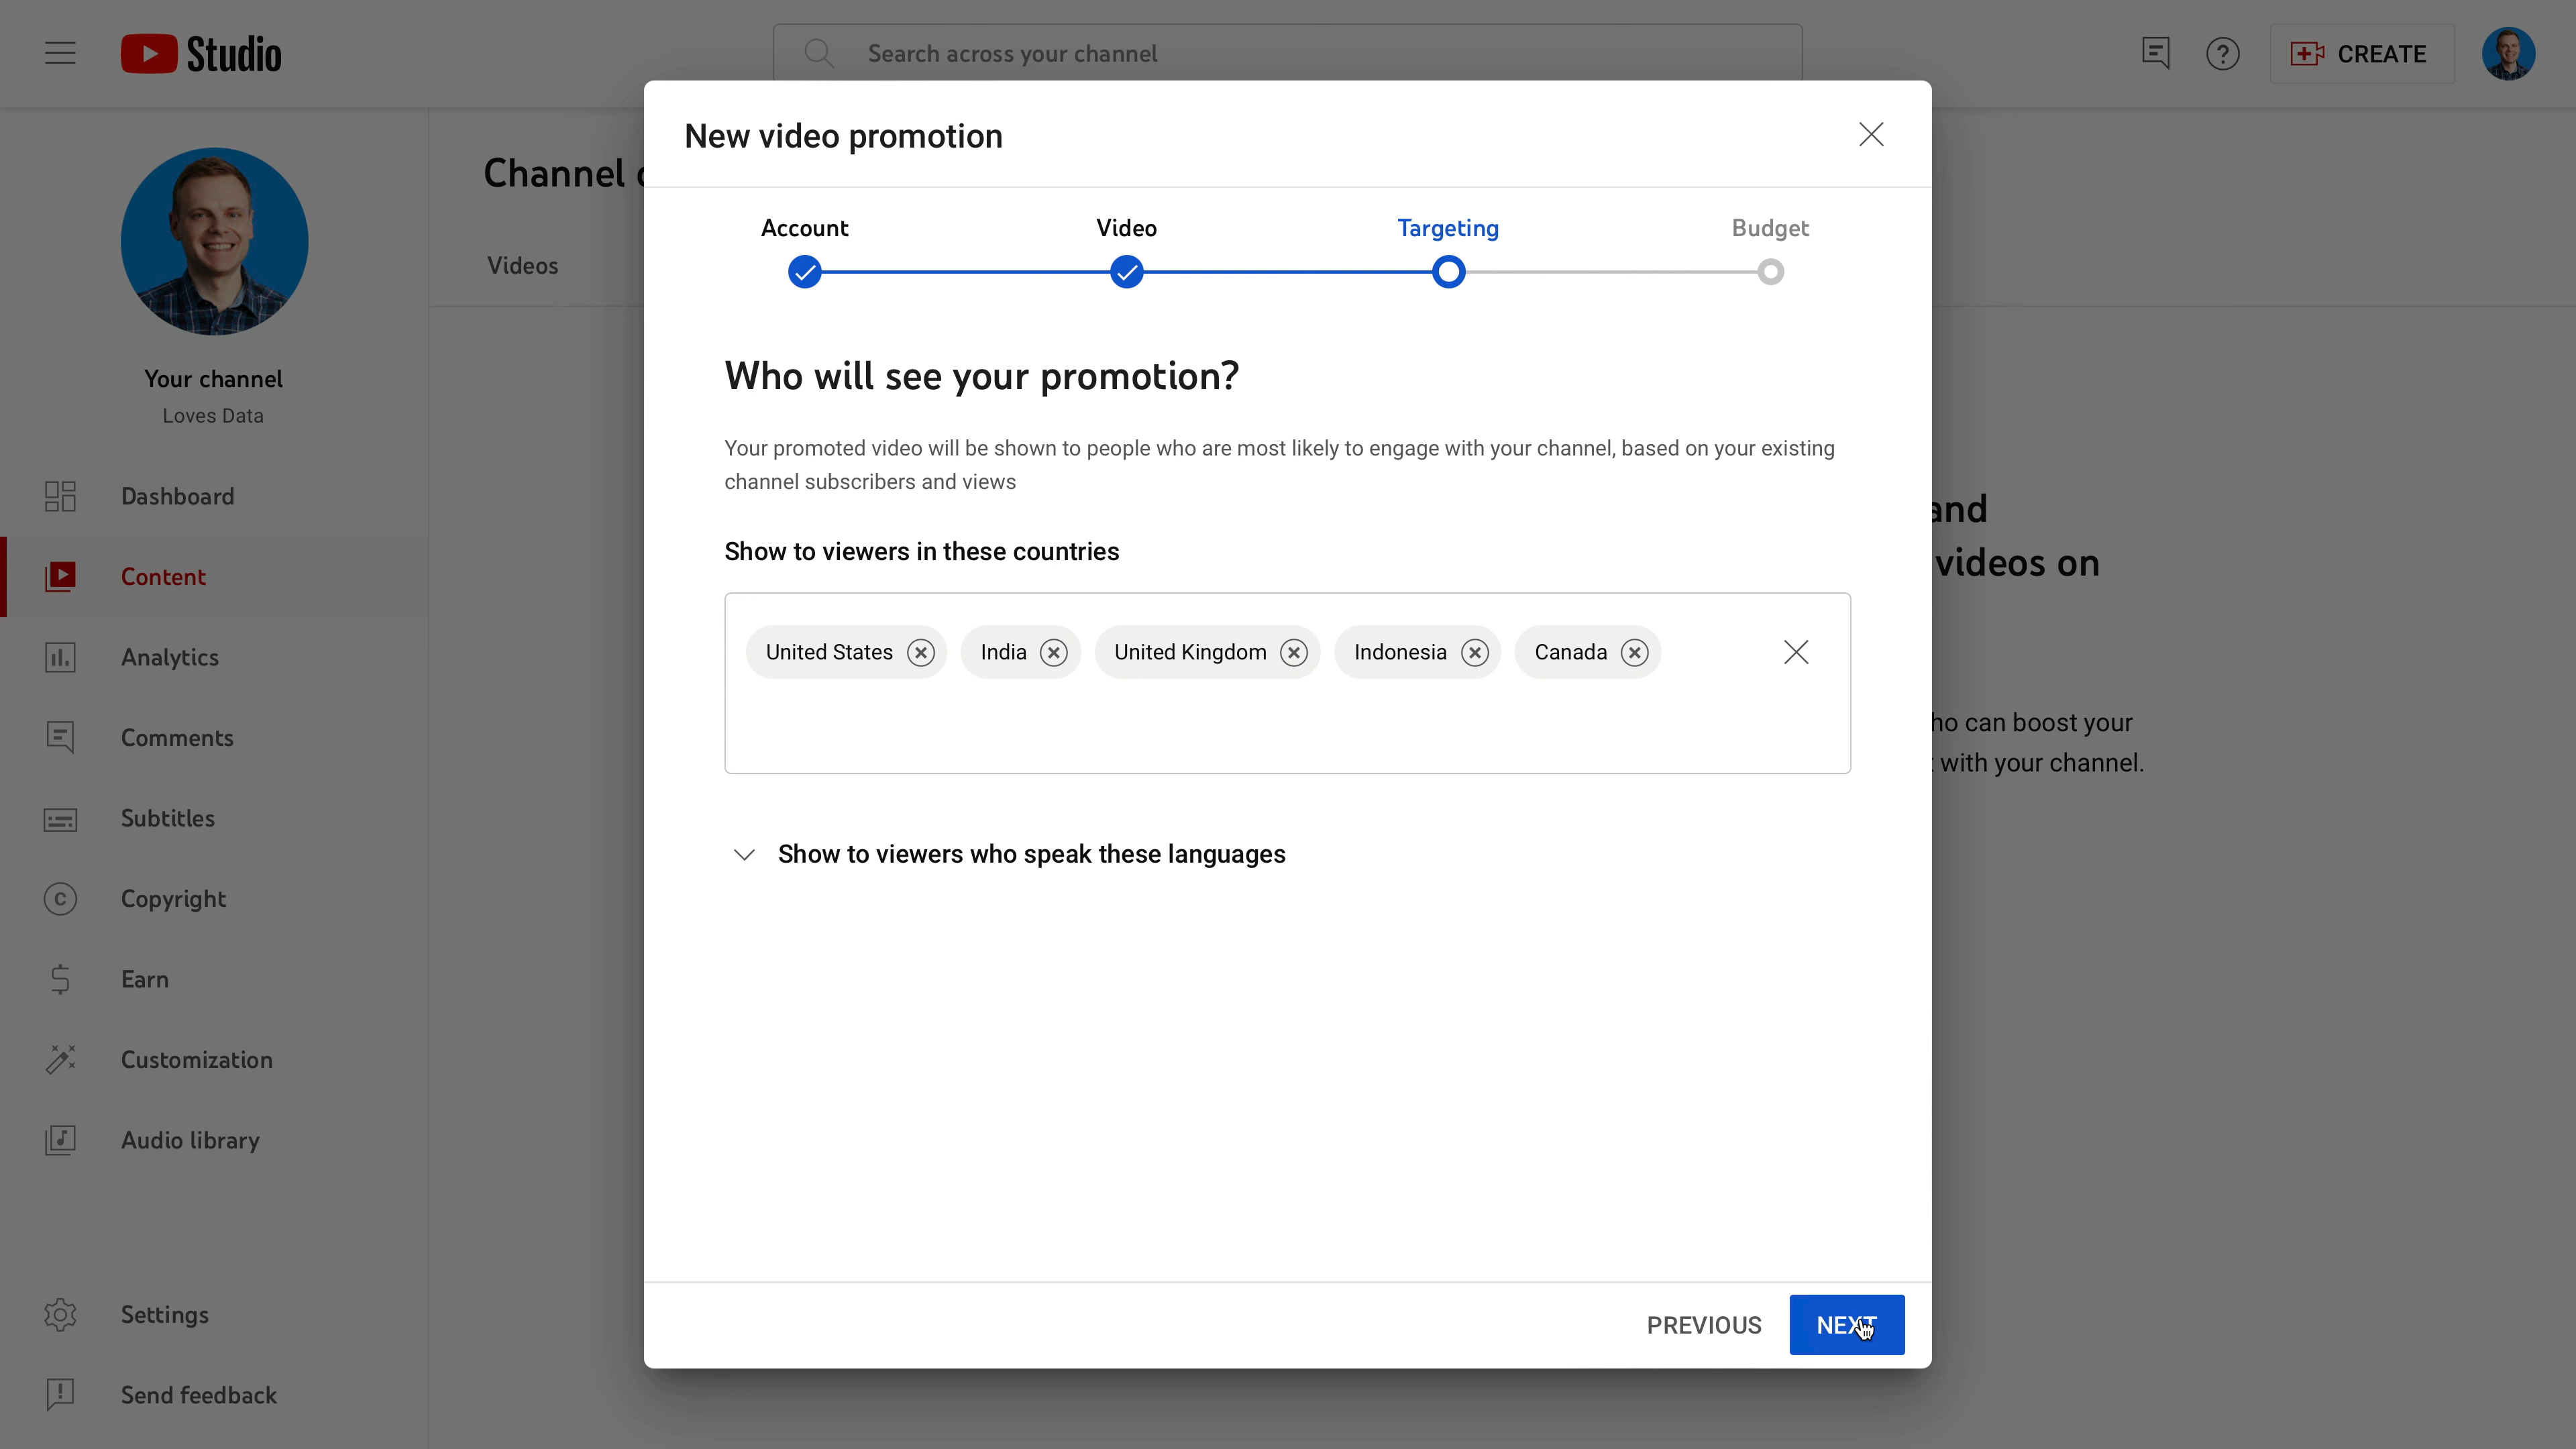 Studio
Search across your channel
CREATE
Your channel
Loves Data
Dashboard
Content
Analytics
Comments
Subtitles
Copyright
Earn
Customization
Audio library
Settings
Send feedback
Channel
Videos
New video promotion
Account
Video
Targeting
Budget
Who will see your promotion?
Your promoted video will be shown to people who are most likely to engage with your channel, based on your existing
channel subscribers and views
Show to viewers in these countries
United States
India
United Kingdom
Indonesia
Canada
Show to viewers who speak these languages
PREVIOUS
NEXT
and
videos on
can boost your
with your channel.